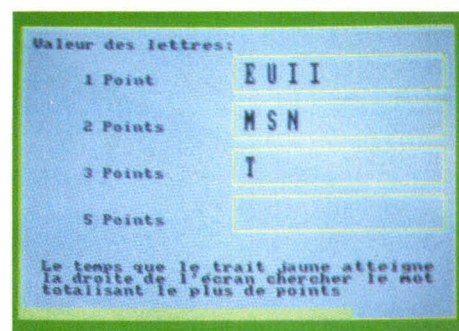 Valeur des lettres:
1 Point E U I I
2 Points M S N
3 Points T
5 Points
Le temps que le trait jaune atteigne
la droite de l'écran chercher le mot
totalisant le plus de points